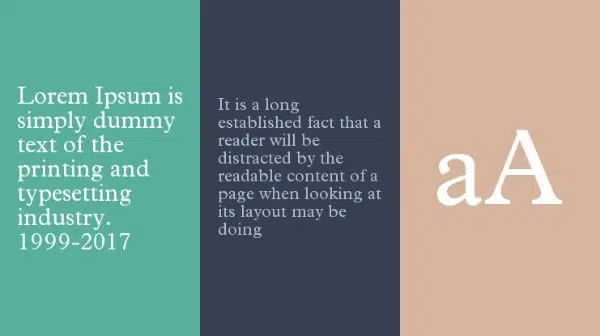 Lorem Ipsum is
simply dummy
text of the
printing and
typesetting
industry.
1999-2017
It is a long
established fact that a
reader will be
distracted by the
readable content of a
page when looking at
its layout may be
doing
aA